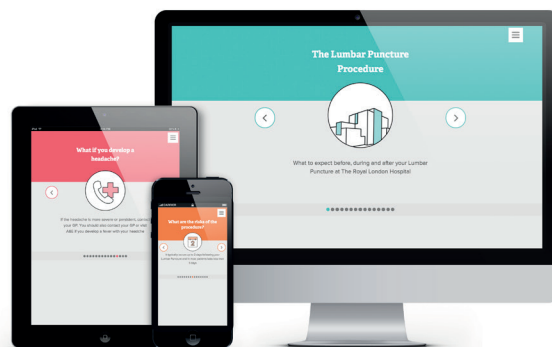 The Lumbar Puncture
Procedure
What to expect before, during and after your Lumbar
Puncture at The Royal London Hospital
What if you develop a
headache?
If the headache is more severe or persistent,
your GP. You should also contact your GP or visit
A&E if you develop a fever with your headache
What are the risks of the
procedure?